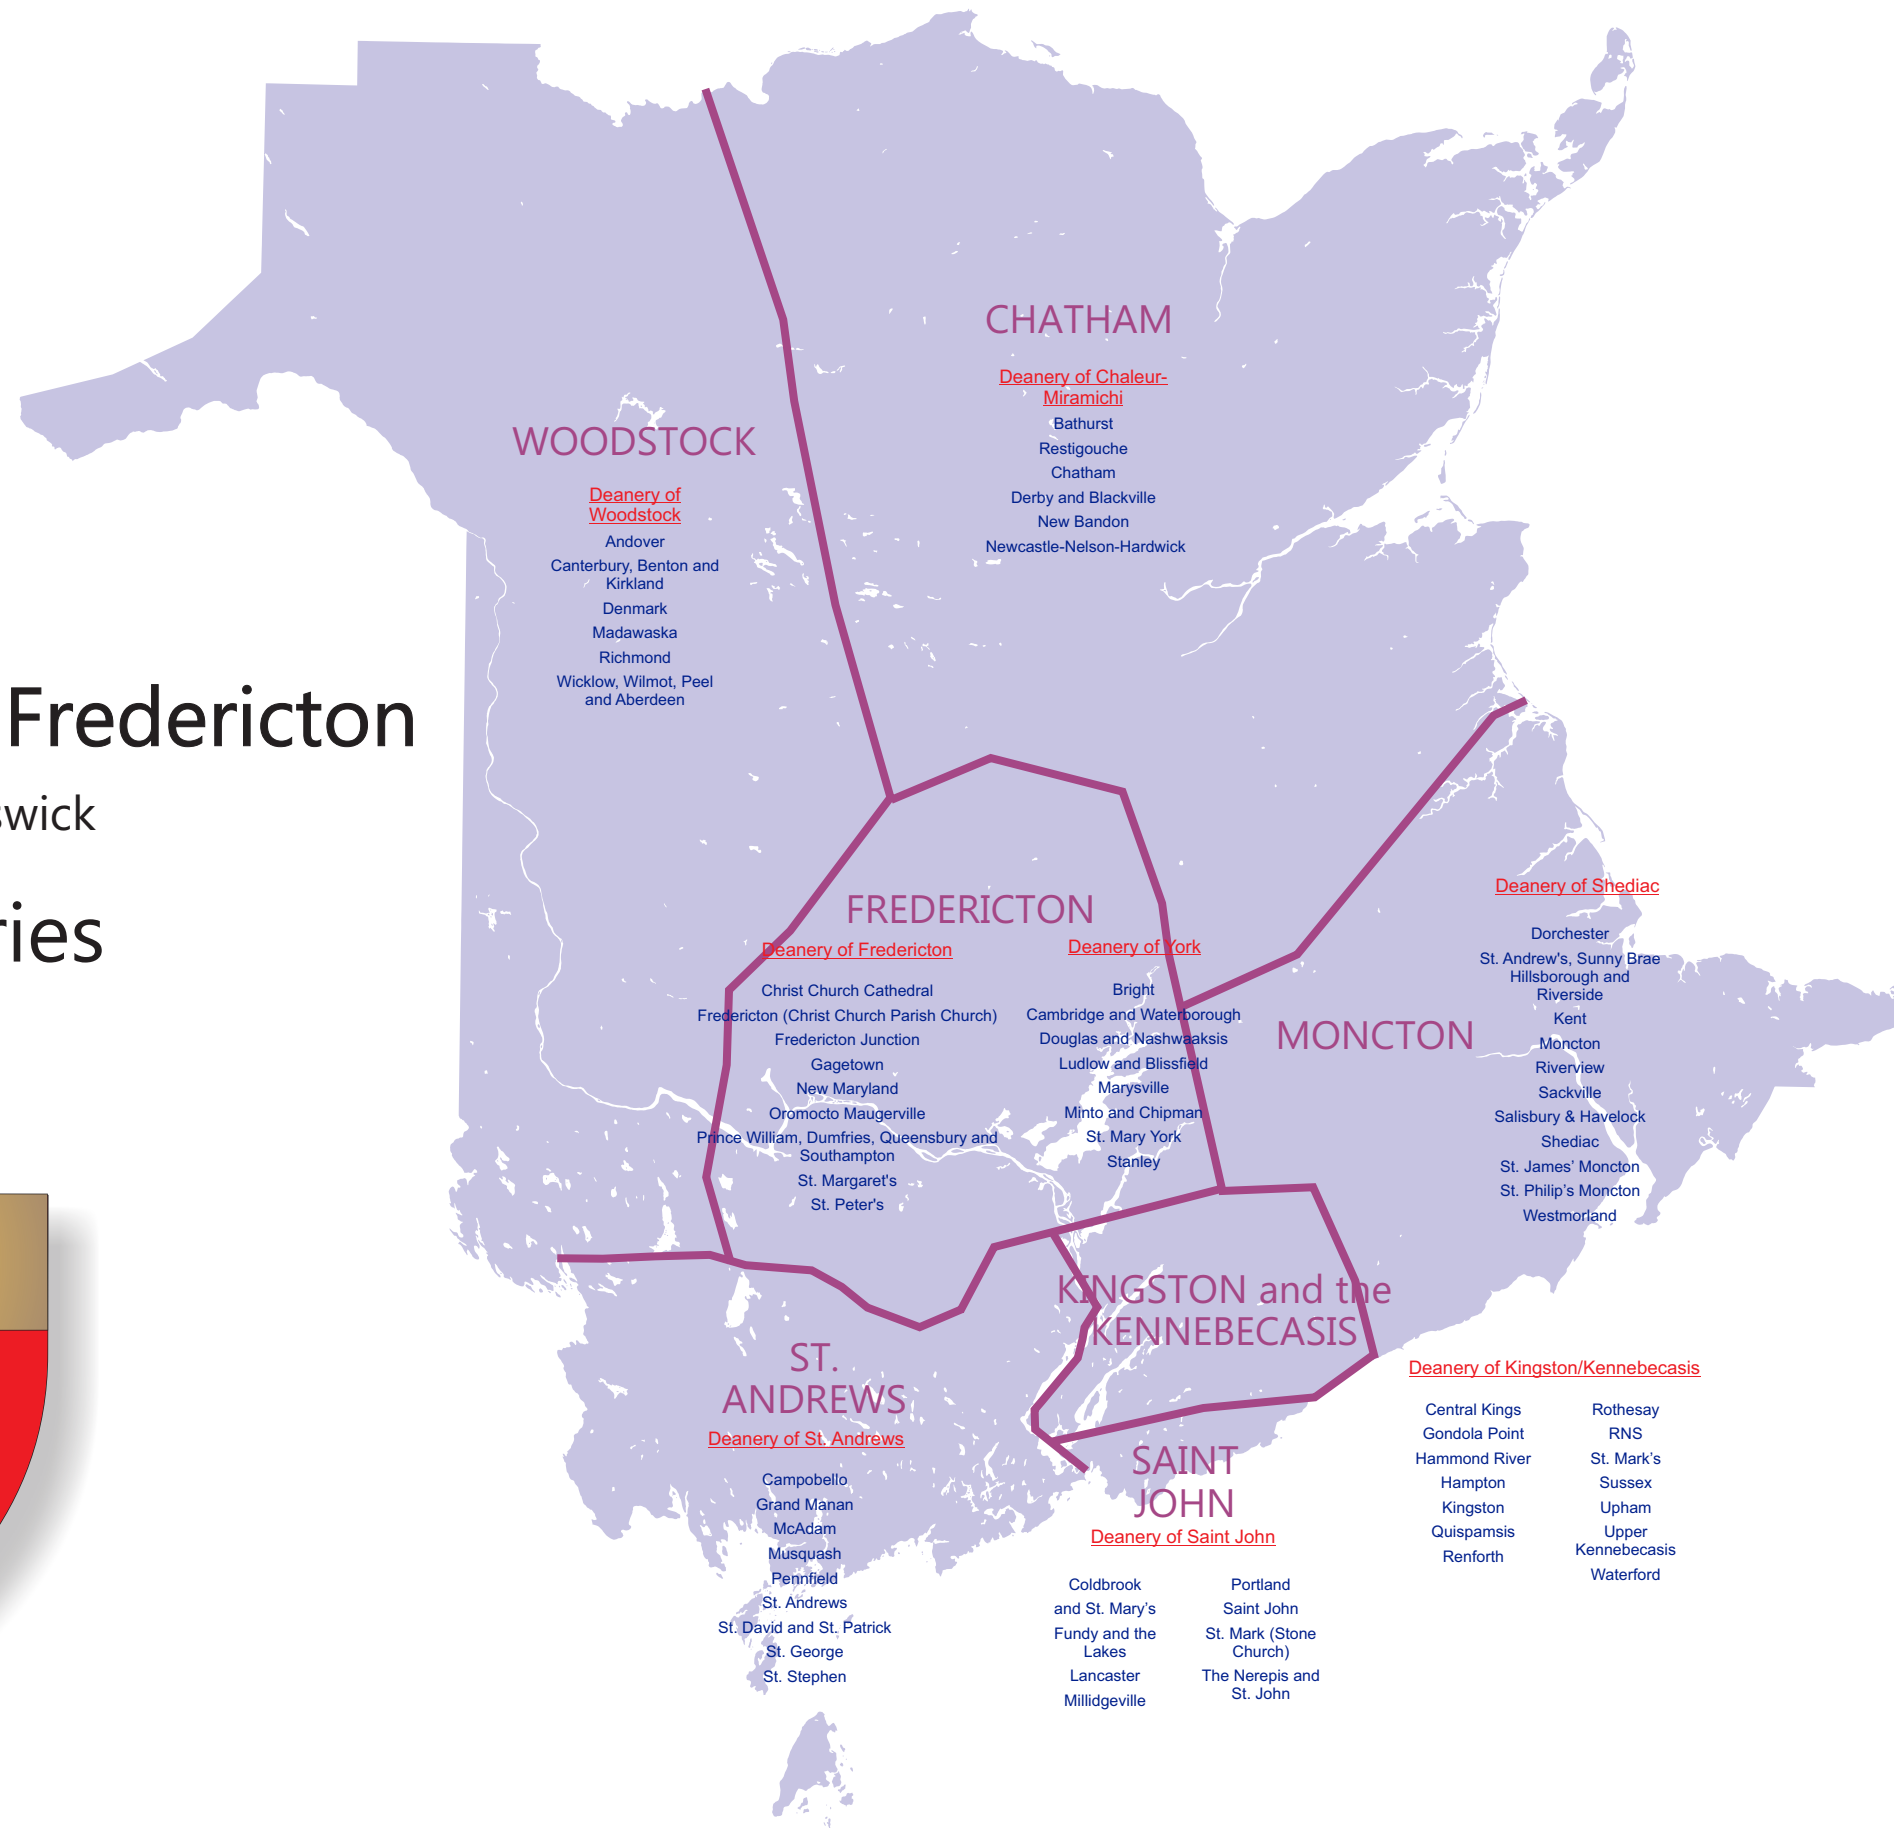 Fredericton
swick
ries
CHATHAM
Deanery of Chaleur-
Miramichi
Bathurst
Restigouche
Chatham
Derby and Blackville
New Bandon
Newcastle-Nelson-Hardwick
WOODSTOCK
Deanery of
Woodstock
Andover
Canterbury, Benton and
Kirkland
Denmark
Madawaska
Richmond
Wicklow, Wilmot, Peel
and Aberdeen
FREDERICTON
Deanery of Fredericton
Christ Church Cathedral
Fredericton (Christ Church Parish Church)
Fredericton Junction
Gagetown
New Maryland
Oromocto Maugerville
Prince William, Dumfries, Queensbury and
Southampton
St. Margaret's
St. Peter's
Deanery of York
Bright
Cambridge and Waterborough
Douglas and Nashwaaksis
Ludlow and Blissfield
Marysville
Minto and Chipman
St. Mary York
Stanley
MONCTON
Deanery of Shediac
Dorchester
St. Andrew's, Sunny Brae
Hillsborough and
Riverside
Kent
Moncton
Riverview
Sackville
Salisbury & Havelock
Shediac
St. James’ Moncton
St. Philip’s Moncton
Westmorland
KINGSTON and the
KENNEBECASIS
Deanery of Kingston/Kennebecasis
Central Kings
Gondola Point
Hammond River
Hampton
Kingston
Quispamsis
Renforth
Rothesay
RNS
St. Mark’s
Sussex
Upham
Upper
Kennebecasis
Waterford
ST.
ANDREWS
Deanery of St. Andrews
Campobello
Grand Manan
McAdam
Musquash
Pennfield
St. Andrews
St. David and St. Patrick
St. George
St. Stephen
SAINT
JOHN
Deanery of Saint John
Coldbrook
and St. Mary’s
Fundy and the
Lakes
Lancaster
Millidgeville
Portland
Saint John
St. Mark (Stone
Church)
The Nerepis and
St. John